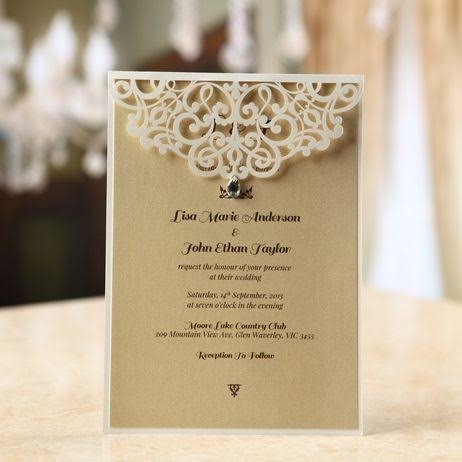 Lisa Marie Anderson
&
John Ethan Taylor
request the honour of your presence
at their wedding
Saturday, 14th September, 2013
at seven o'clock in the evening
Moore Lake Country Club
209 Mountain View Ave, Glen Waverley, VIC 3455
Reception To Follow